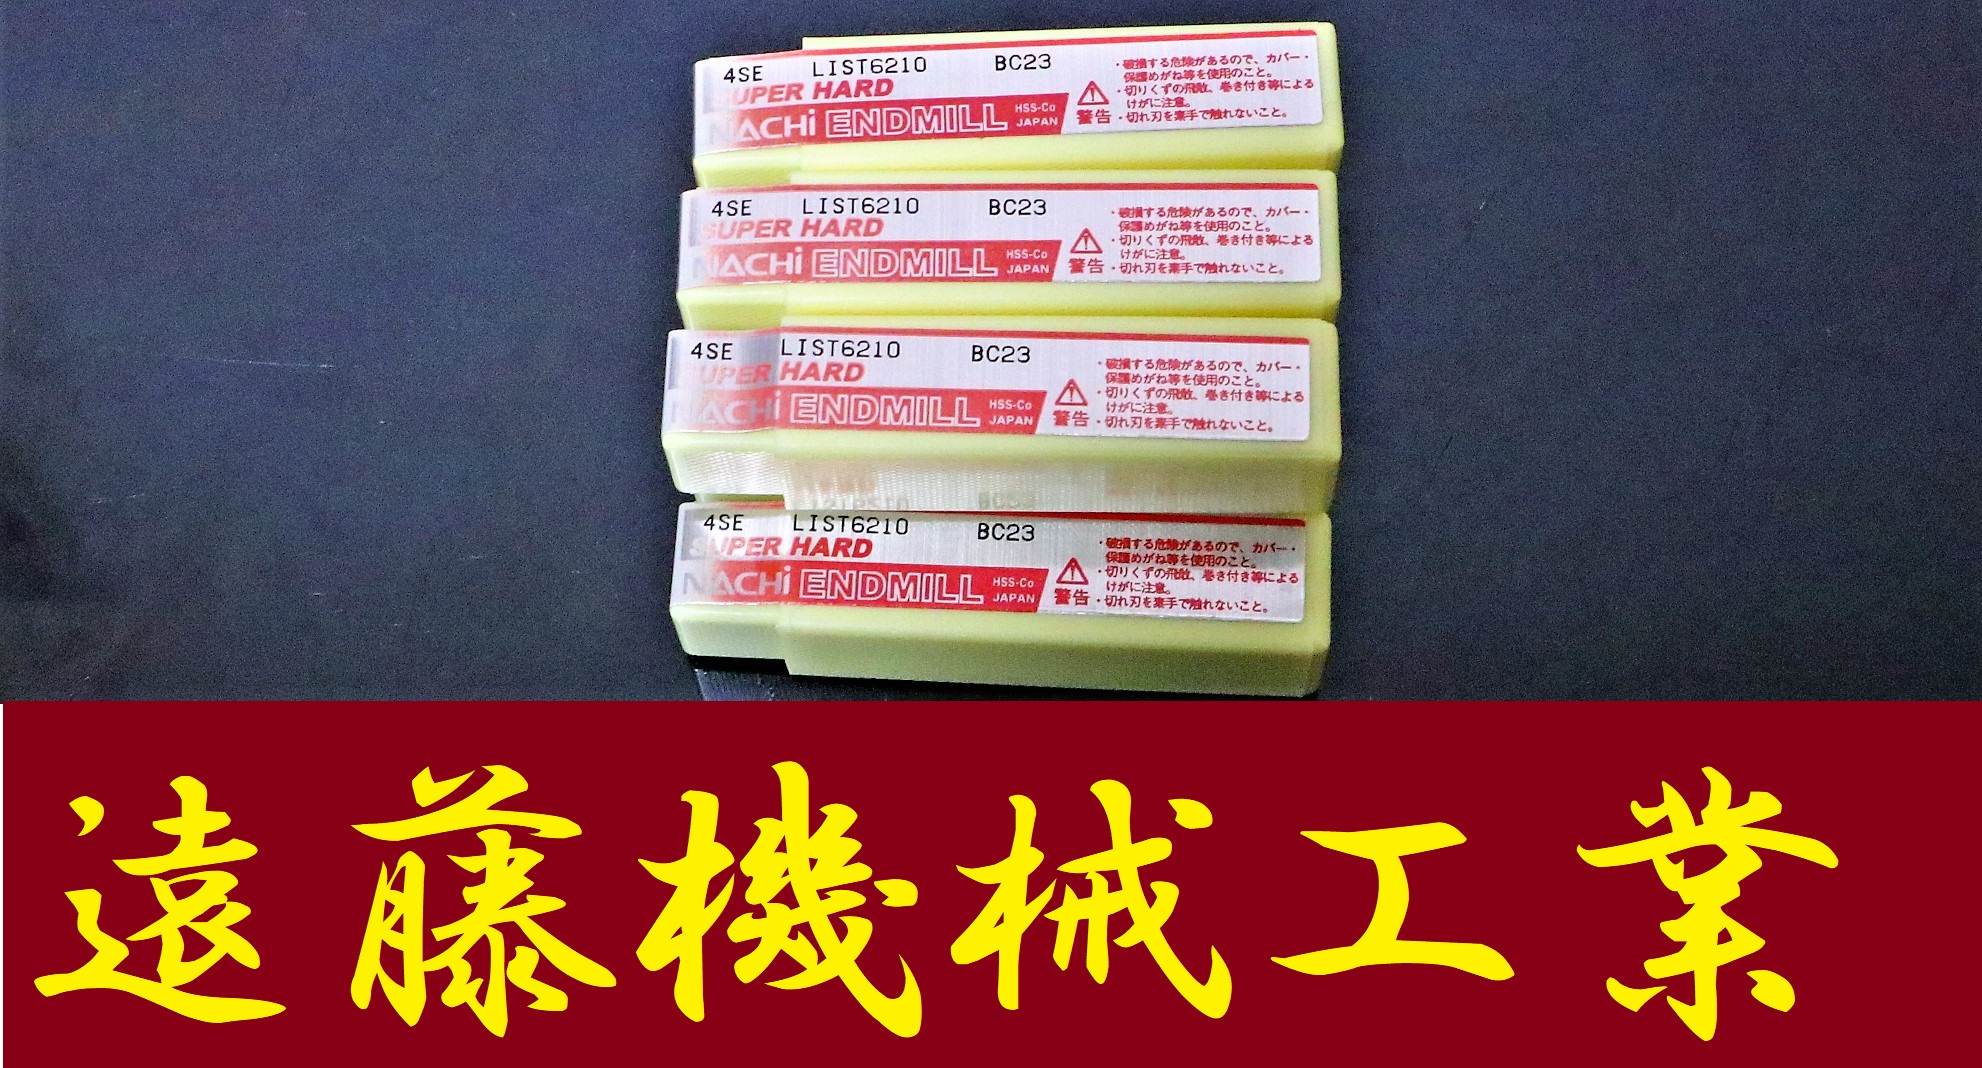 4SE LIST6210 BC23
SUPER HARD
NACHi ENDMILL HSS-Co JAPAN
警告
・破損する危険があるので、カバー・
保護めがね等を使用のこと。
・切りくずの飛散、巻き付き等による
けがに注意。
・切れ刃を素手で触れないこと。
4SE LIST6210 BC23
SUPER HARD
NACHi ENDMILL HSS-Co JAPAN
警告
・破損する危険があるので、カバー・
保護めがね等を使用のこと。
・切りくずの飛散、巻き付き等による
けがに注意。
・切れ刃を素手で触れないこと。
4SE LIST6210 BC23
SUPER HARD
NACHi ENDMILL HSS-Co JAPAN
警告
・破損する危険があるので、カバー・
保護めがね等を使用のこと。
・切りくずの飛散、巻き付き等による
けがに注意。
・切れ刃を素手で触れないこと。
4SE LIST6210 BC23
SUPER HARD
NACHi ENDMILL HSS-Co JAPAN
警告
・破損する危険があるので、カバー・
保護めがね等を使用のこと。
・切りくずの飛散、巻き付き等による
けがに注意。
・切れ刃を素手で触れないこと。
遠藤機械工業